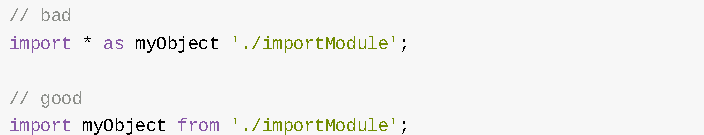 // bad
import * as myObject './importModule';
// good
import myObject from './importModule';